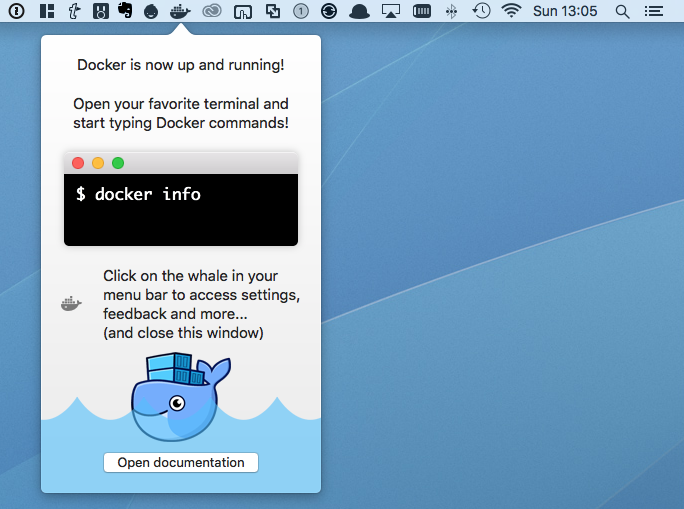 Sun 13:05
Docker is now up and running!
Open your favorite terminal and
start typing Docker commands!
$ docker info
Click on the whale in your
menu bar to access settings,
feedback and more...
(and close this window)
Open documentation